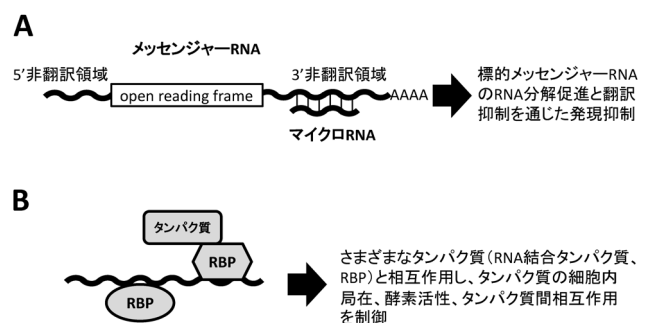 A
メッセンジャーRNA
5’非翻訳領域
3’非翻訳領域
open reading frame
AAAA
マイクロRNA
標的メッセンジャーRNA
のRNA分解促進と翻訳
抑制を通じた発現抑制
B
タンパク質
RBP
RBP
さまざまなタンパク質(RNA結合タンパク質、
RBP)と相互作用し、タンパク質の細胞内
局在、酵素活性、タンパク質間相互作用
を制御